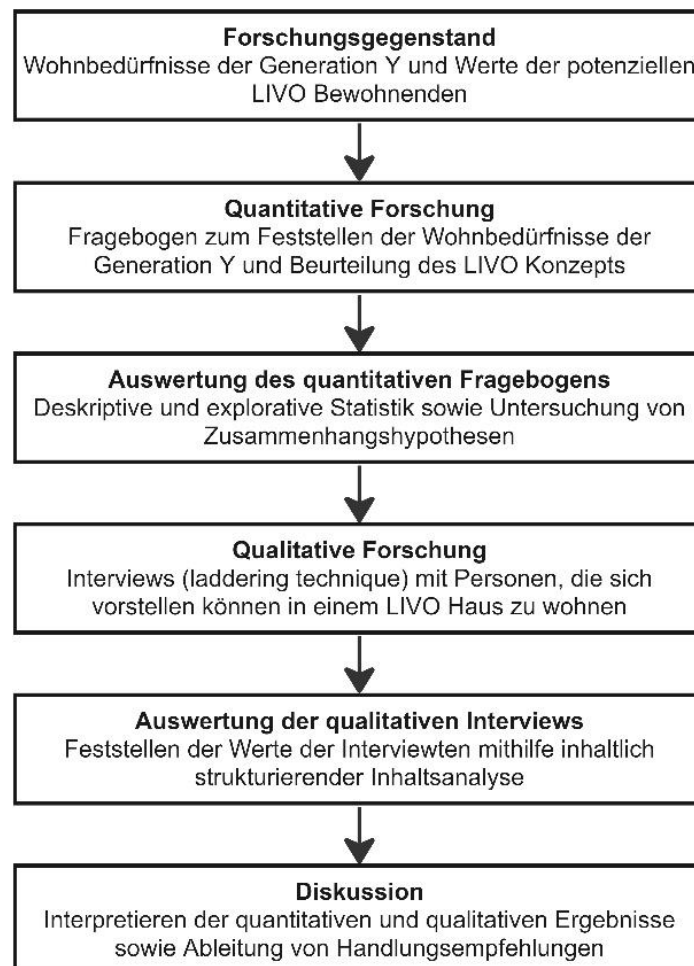 Forschungsgegenstand
Wohnbedürfnisse der Generation Y und Werte der potenziellen
LIVO Bewohnenden
Quantitative Forschung
Fragebogen zum Feststellen der Wohnbedürfnisse der
Generation Y und Beurteilung des LIVO Konzepts
Auswertung des quantitativen Fragebogens
Deskriptive und explorative Statistik sowie Untersuchung von
Zusammenhangshypothesen
Qualitative Forschung
Interviews (laddering technique) mit Personen, die sich
vorstellen können in einem LIVO Haus zu wohnen
Auswertung der qualitativen Interviews
Feststellen der Werte der Interviewten mithilfe inhaltlich
strukturierender Inhaltsanalyse
Diskussion
Interpretieren der quantitativen und qualitativen Ergebnisse
sowie Ableitung von Handlungsempfehlungen